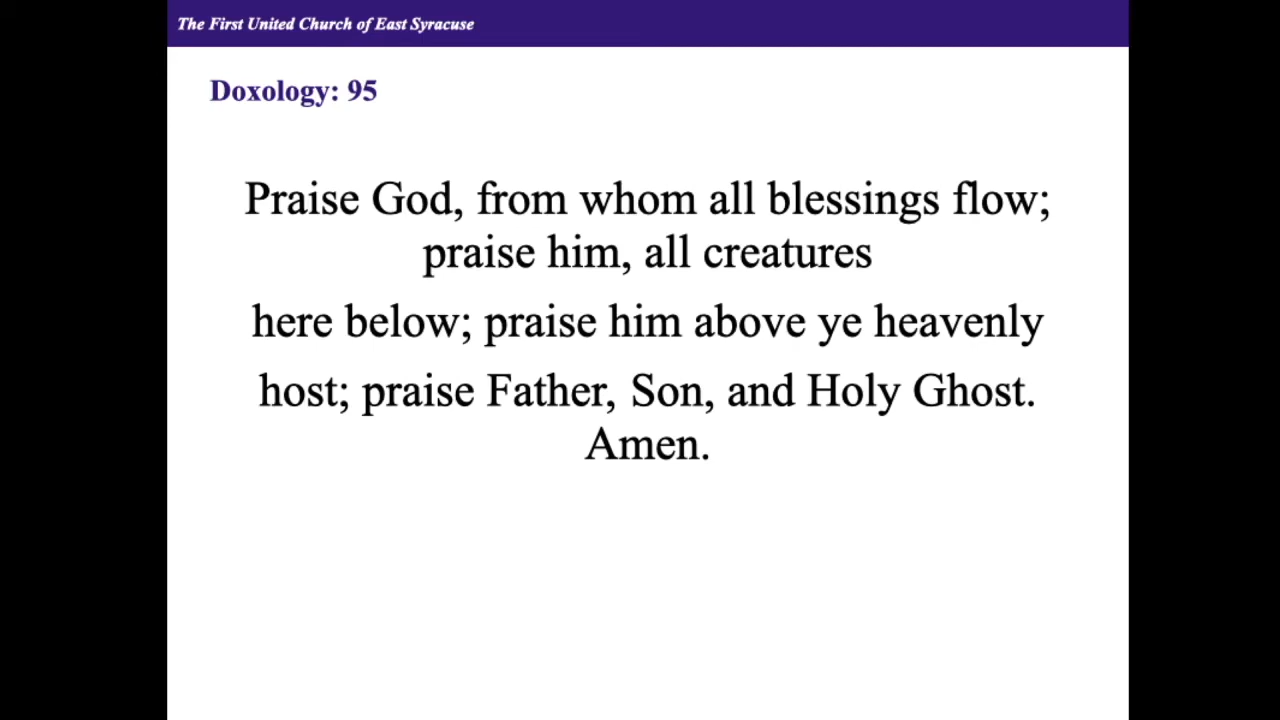 The First United Church of East Syracuse
Doxology: 95
Praise God, from whom all blessings flow;
praise him, all creatures
here below; praise him above ye heavenly
host; praise Father, Son, and Holy Ghost.
Amen.